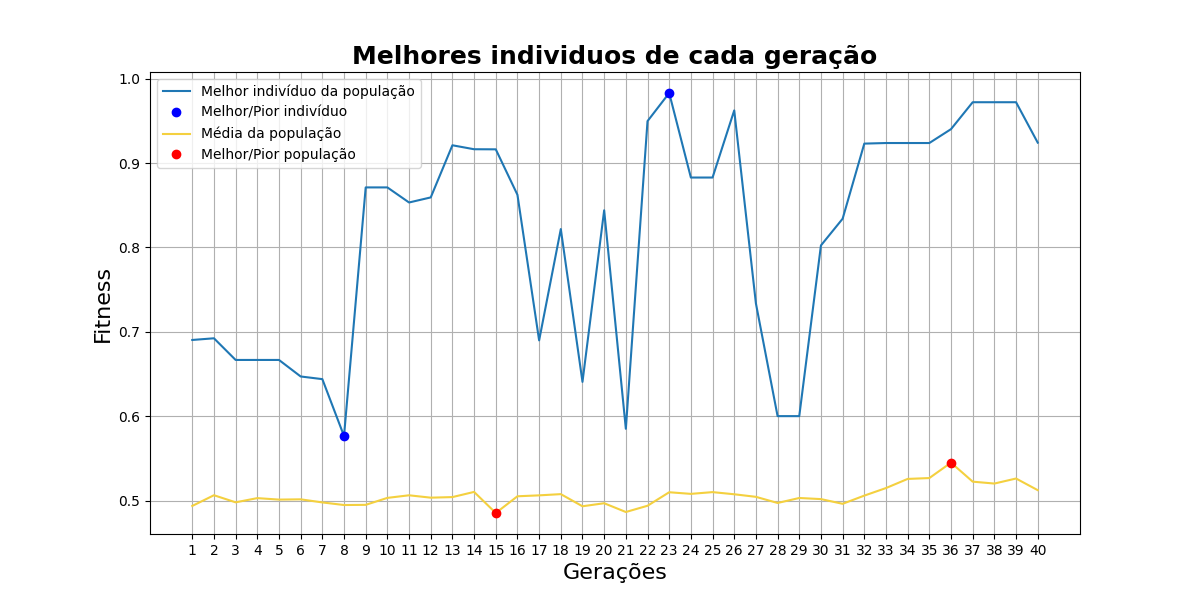 Melhores individuos de cada geração
Melhor indivíduo da população
Melhor/Pior indivíduo
Média da população
Melhor/Pior população
Fitness
1.0
0.9
0.8
0.7
0.6
0.5
1 2 3 4 5 6 7 8 9 10 11 12 13 14 15 16 17 18 19 20 21 22 23 24 25 26 27 28 29 30 31 32 33 34 35 36 37 38 39 40
Gerações